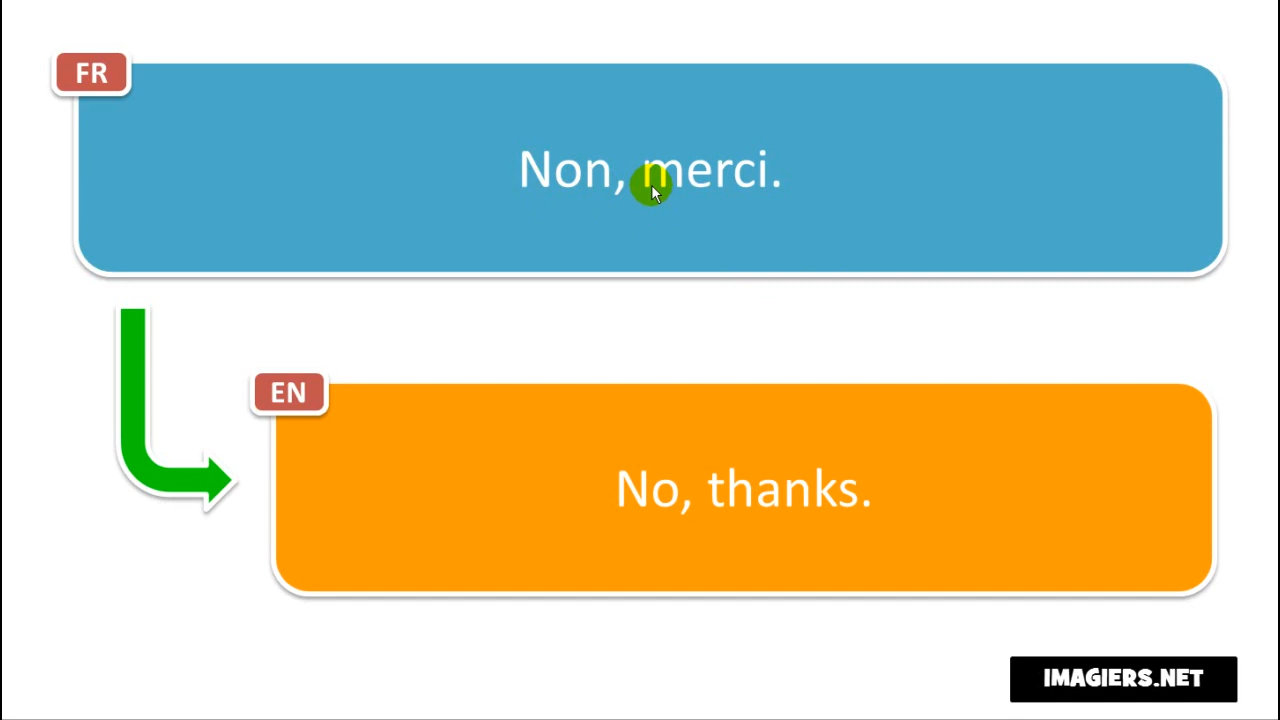 FR
Non, merci.
EN
No, thanks.
IMAGIERS.NET